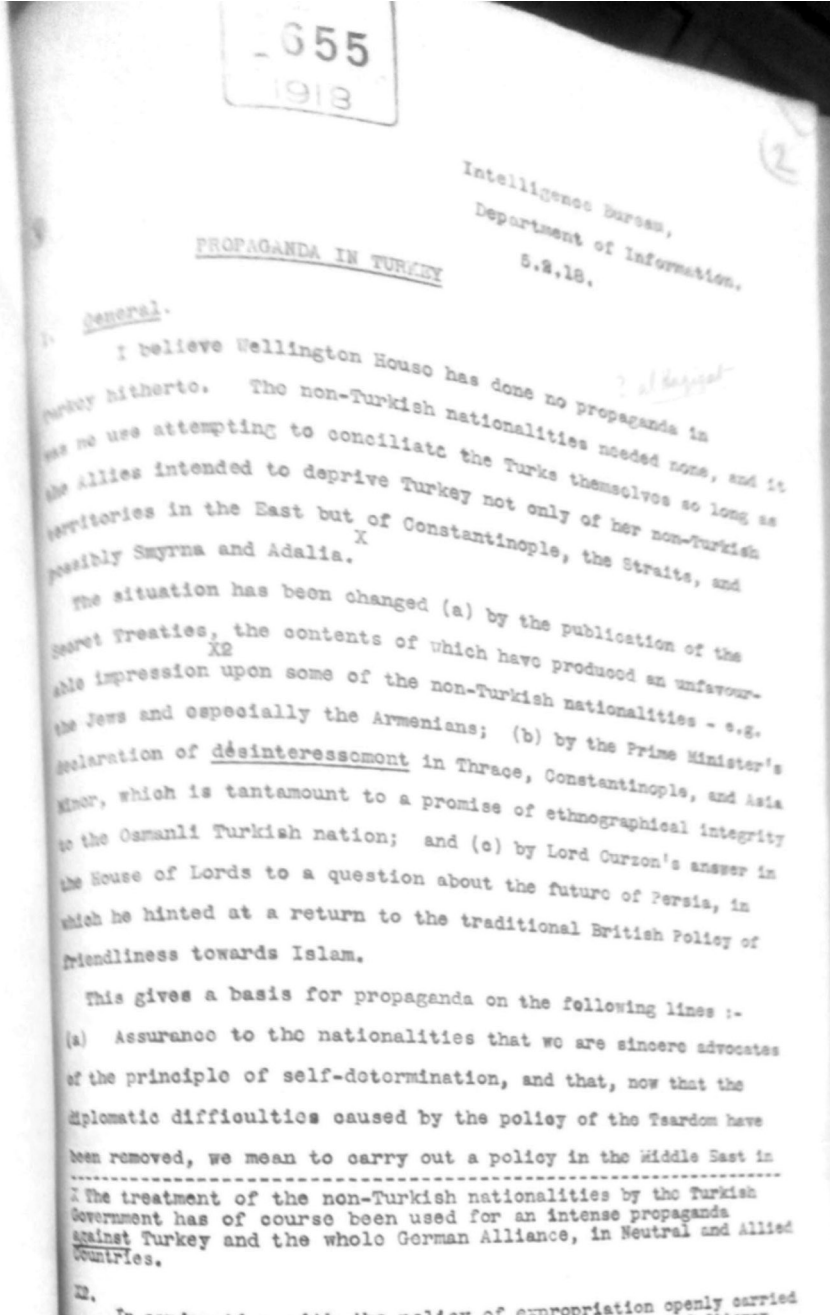 655
1918
(2
Intelligence Bureau,
Department of Information.
5.2.18.
PROPAGANDA IN TURKEY
1. General.
I believe Wellington House has done no propaganda in
Turkey hitherto. The non-Turkish nationalities needed none, and it
was no use attempting to conciliate the Turks themselves so long as
the Allies intended to deprive Turkey not only of her non-Turkish
territories in the East but of Constantinople, the Straits, and
possibly Smyrna and Adalia.
X
The situation has been changed (a) by the publication of the
Secret Treaties, the contents of which have produced an unfavour-
X2
able impression upon some of the non-Turkish nationalities - e.g.
the Jews and especially the Armenians; (b) by the Prime Minister's
declaration of désinteressement in Thrace, Constantinople, and Asia
Minor, which is tantamount to a promise of ethnographical integrity
to the Osmanli Turkish nation; and (c) by Lord Curzon's answer in
the House of Lords to a question about the future of Persia, in
which he hinted at a return to the traditional British Policy of
friendliness towards Islam.
This gives a basis for propaganda on the following lines :-
(a) Assurance to the nationalities that we are sincere advocates
of the principle of self-determination, and that, now that the
diplomatic difficulties caused by the policy of the Tsardom have
been removed, we mean to carry out a policy in the Middle East in
X The treatment of the non-Turkish nationalities by the Turkish
Government has of course been used for an intense propaganda
against Turkey and the whole German Alliance, in Neutral and Allied
Countries.
X2.
the policy of expropriation openly carried